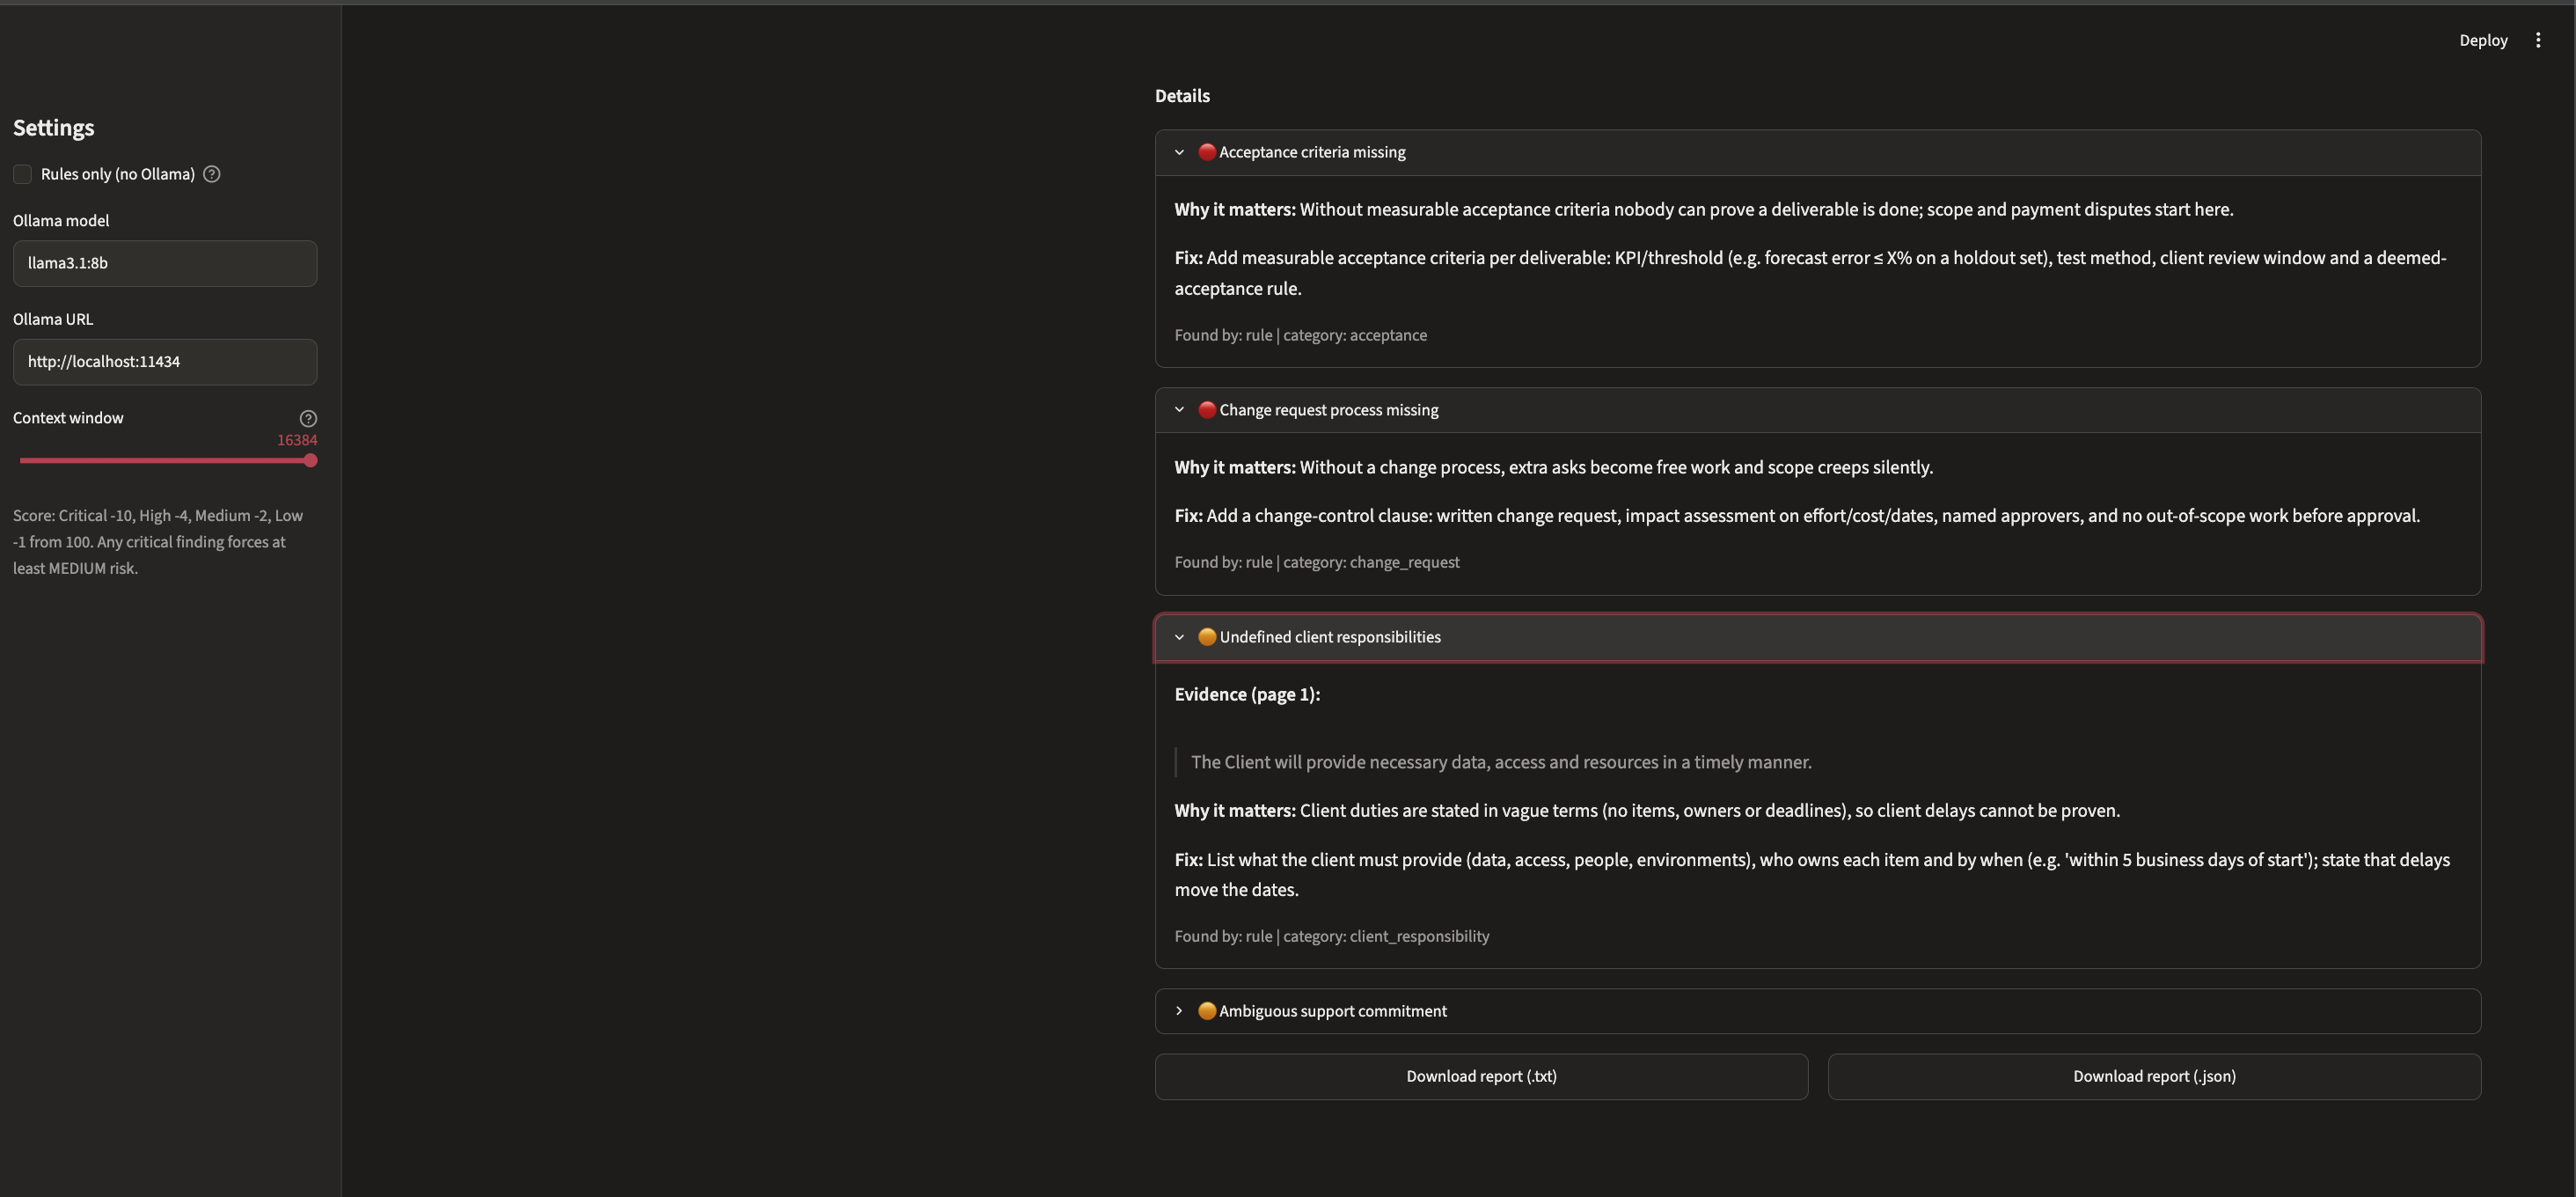 Deploy
Settings
Rules only (no Ollama)
Ollama model
llama3.1:8b
Ollama URL
http://localhost:11434
Context window
16384
Score: Critical -10, High -4, Medium -2, Low
-1 from 100. Any critical finding forces at
least MEDIUM risk.
Details
Acceptance criteria missing
Why it matters: Without measurable acceptance criteria nobody can prove a deliverable is done; scope and payment disputes start here.
Fix: Add measurable acceptance criteria per deliverable: KPI/threshold (e.g. forecast error ≤ X% on a holdout set), test method, client review window and a deemed-
acceptance rule.
Found by: rule | category: acceptance
Change request process missing
Why it matters: Without a change process, extra asks become free work and scope creeps silently.
Fix: Add a change-control clause: written change request, impact assessment on effort/cost/dates, named approvers, and no out-of-scope work before approval.
Found by: rule | category: change_request
Undefined client responsibilities
Evidence (page 1):
The Client will provide necessary data, access and resources in a timely manner.
Why it matters: Client duties are stated in vague terms (no items, owners or deadlines), so client delays cannot be proven.
Fix: List what the client must provide (data, access, people, environments), who owns each item and by when (e.g. 'within 5 business days of start'); state that delays
move the dates.
Found by: rule | category: client_responsibility
Ambiguous support commitment
Download report (.txt)
Download report (.json)